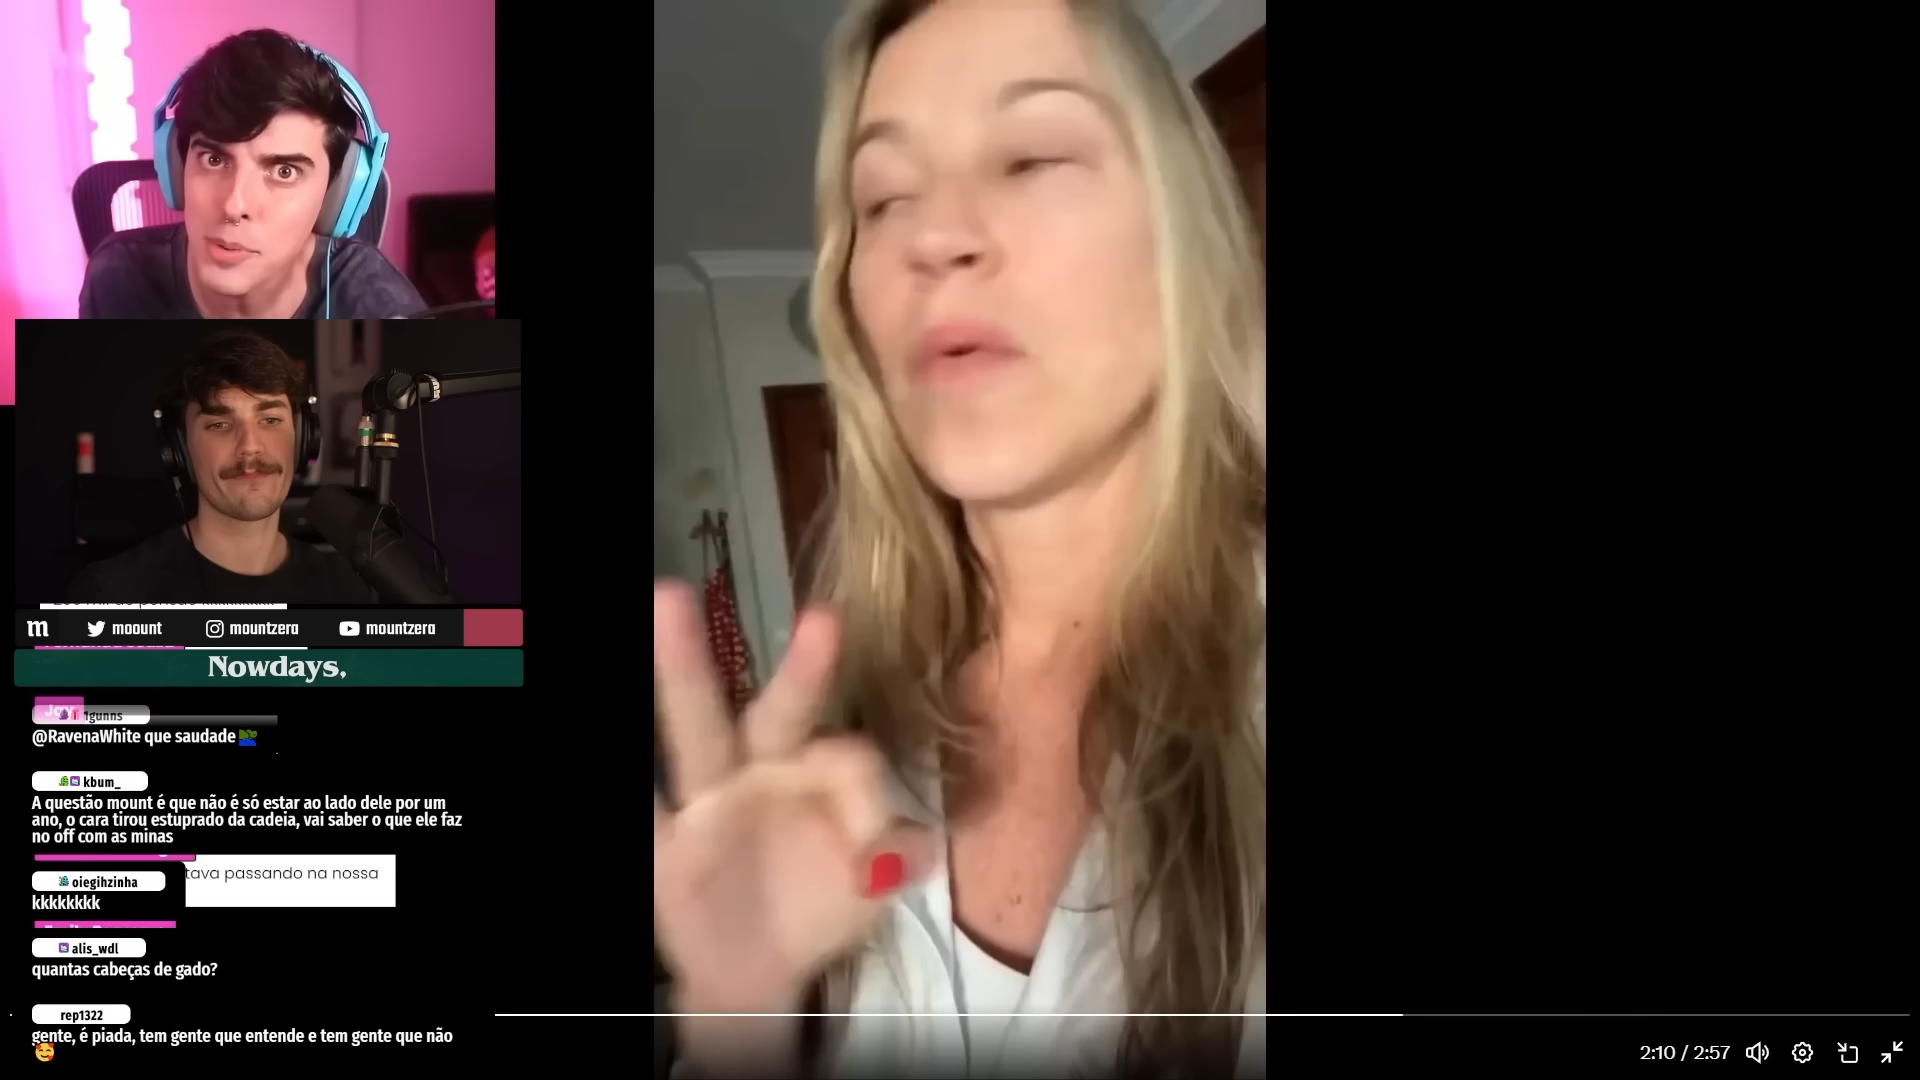 m moount mountzera mountzera
Nowdays,
Joy
1gunns
@RavenaWhite que saudade
kbum_
A questão mount é que não é só estar ao lado dele por um
ano, o cara tirou estuprado da cadeia, vai saber o que ele faz
no off com as minas
tava passando na nossa
oiegihzinha
kkkkkkkk
alis_wdl
quantas cabeças de gado?
rep1322
gente, é piada, tem gente que entende e tem gente que não
2:10 / 2:57